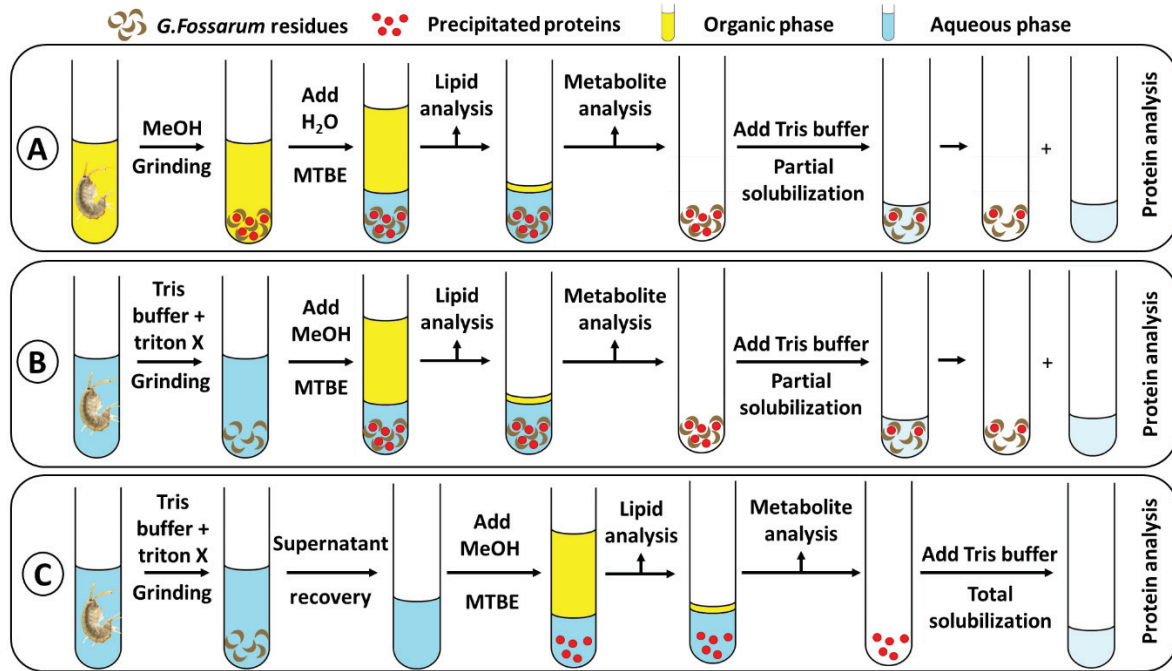 G.Fossarum residues
Precipitated proteins
Organic phase
Aqueous phase
A
MeOH
Grinding
Add
H₂O
MTBE
Lipid
analysis
Metabolite
analysis
Add Tris buffer
Partial
solubilization
+
Protein analysis
B
Tris
buffer +
triton X
Grinding
Add
MeOH
MTBE
Lipid
analysis
Metabolite
analysis
Add Tris buffer
Partial
solubilization
+
Protein analysis
C
Tris
buffer +
triton X
Grinding
Supernatant
recovery
Add
MeOH
MTBE
Lipid
analysis
Metabolite
analysis
Add Tris buffer
Total
solubilization
Protein analysis